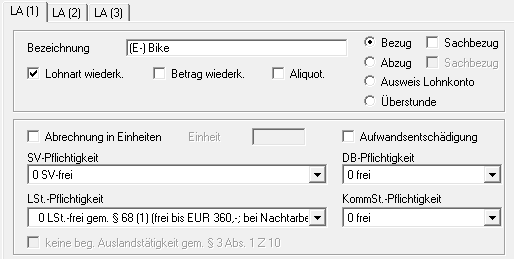 LA (1) LA (2) LA (3)
Bezeichnung (E-) Bike Bezug Sachbezug
Abzug Sachbezug
Lohnart wiederk. Betrag wiederk. Aliquot. Ausweis Lohnkonto
Überstunde
Abrechnung in Einheiten Einheit Aufwandsentschädigung
SV-Pflichtigkeit DB-Pflichtigkeit
0 SV-frei 0 frei
LSt.-Pflichtigkeit KommSt.-Pflichtigkeit
0 LSt.-frei gem. § 68 (1) (frei bis EUR 360,-; bei Nachtarbe 0 frei
keine beg. Auslandstätigkeit gem. § 3 Abs. 1 Z 10